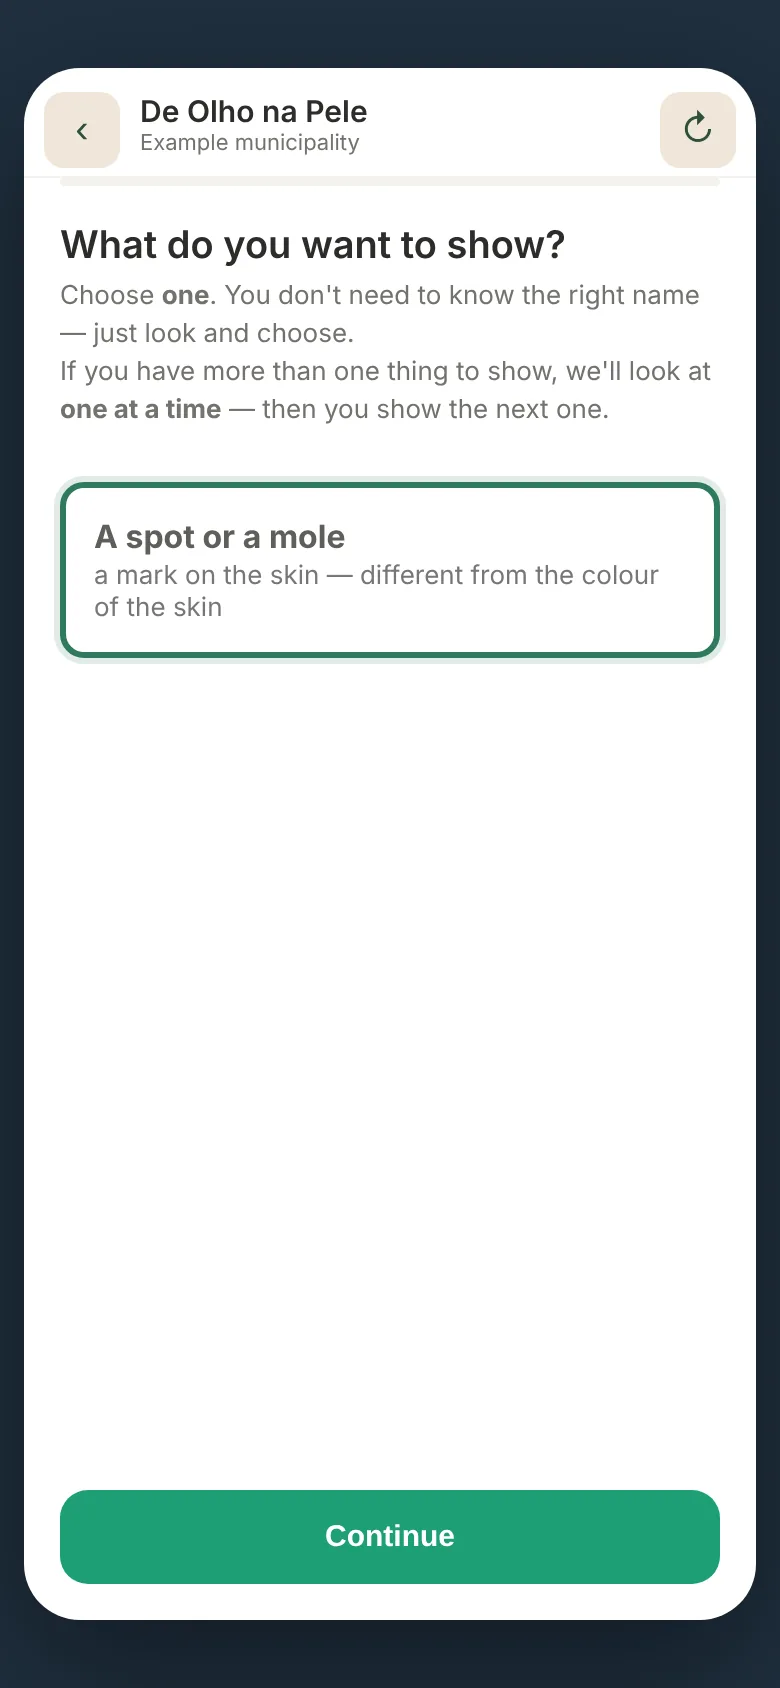 De Olho na Pele
Example municipality
What do you want to show?
Choose one. You don't need to know the right name
— just look and choose.
If you have more than one thing to show, we'll look at
one at a time — then you show the next one.
A spot or a mole
a mark on the skin — different from the colour
of the skin
Continue